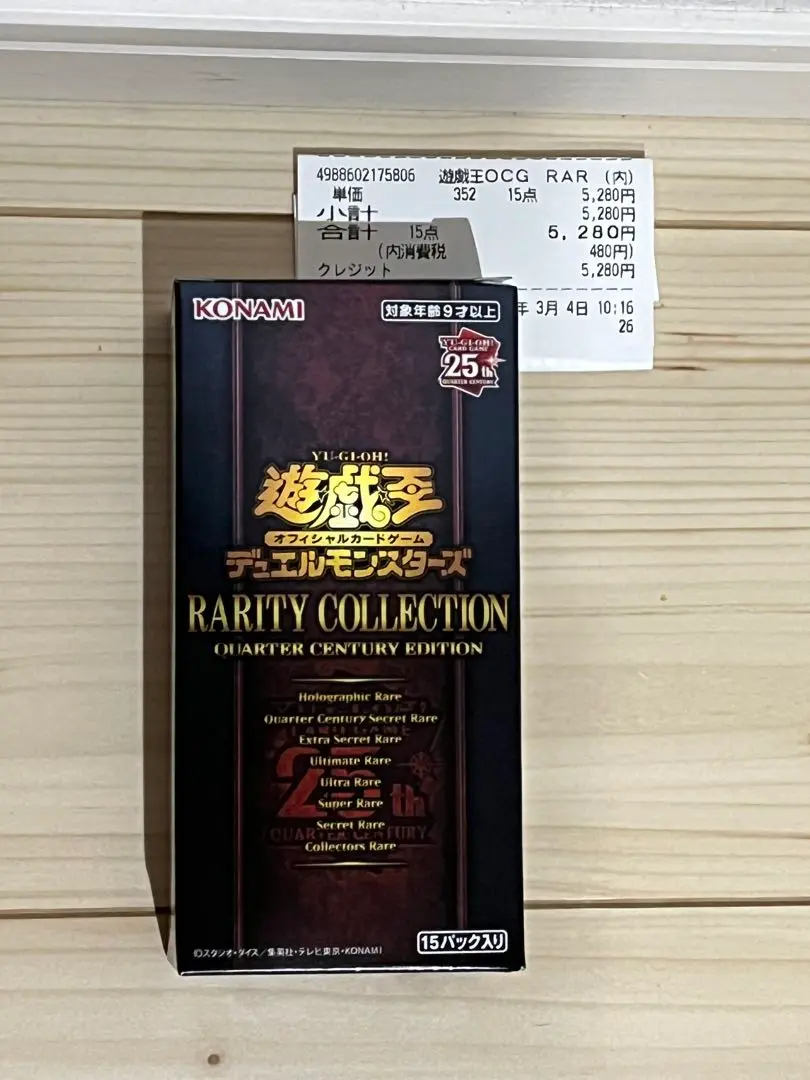 4988602175806 遊戯王OCG RAR (内)
単価 352 15点 5,280円
小計 5,280円
合計 15点 5,280円
(内消費税 480円)
クレジット 5,280円
年 3月 4日 10:16
26
KONAMI
対象年齢9才以上
YU-GI-OH!
CARD GAME
25th
QUARTER CENTURY
YU-GI-OH!
遊☆戯☆王
オフィシャルカードゲーム
デュエルモンスターズ
RARITY COLLECTION
QUARTER CENTURY EDITION
Holographic Rare
Quarter Century Secret Rare
Extra Secret Rare
Ultimate Rare
Ultra Rare
Super Rare
Secret Rare
Collectors Rare
CARD GAME
25th
QUARTER CENTURY
15パック入り
©スタジオ・ダイス／集英社・テレビ東京・KONAMI